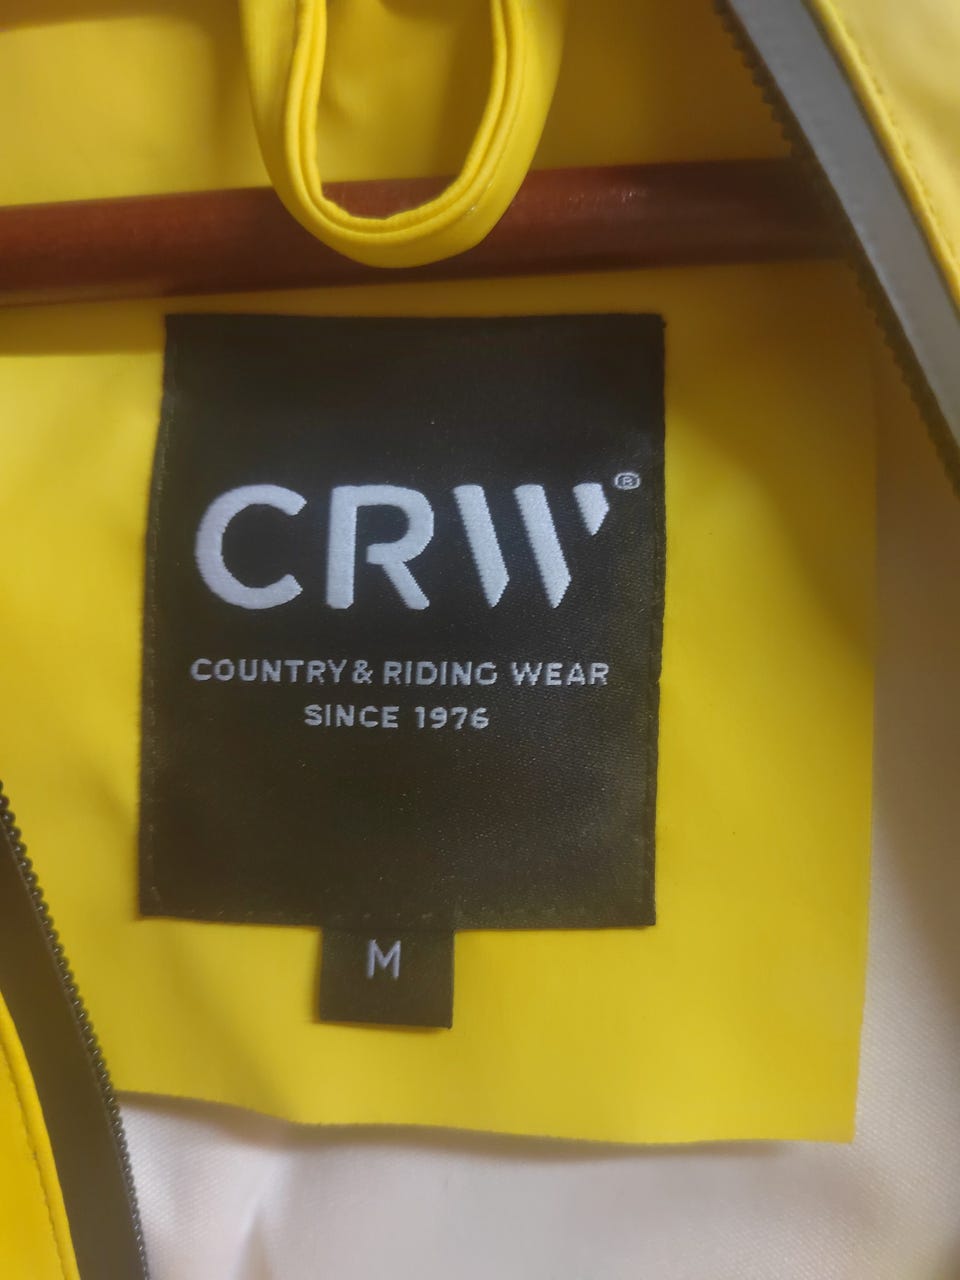 CRW®
COUNTRY & RIDING WEAR
SINCE 1976
M